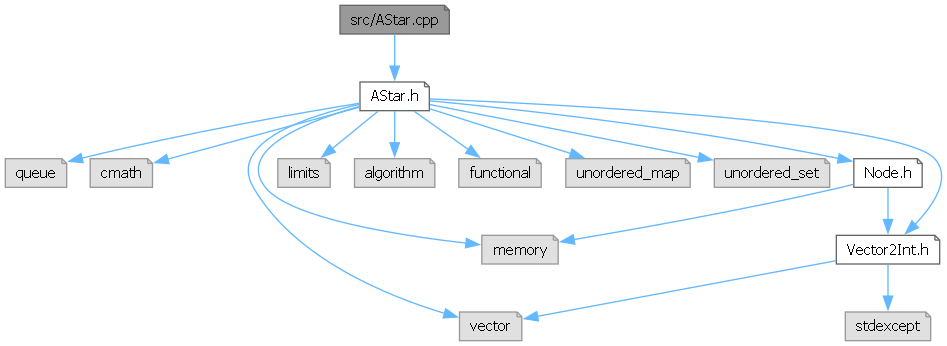 src/AStar.cpp
AStar.h
queue
cmath
limits
algorithm
functional
unordered_map
unordered_set
Node.h
memory
Vector2Int.h
vector
stdexcept